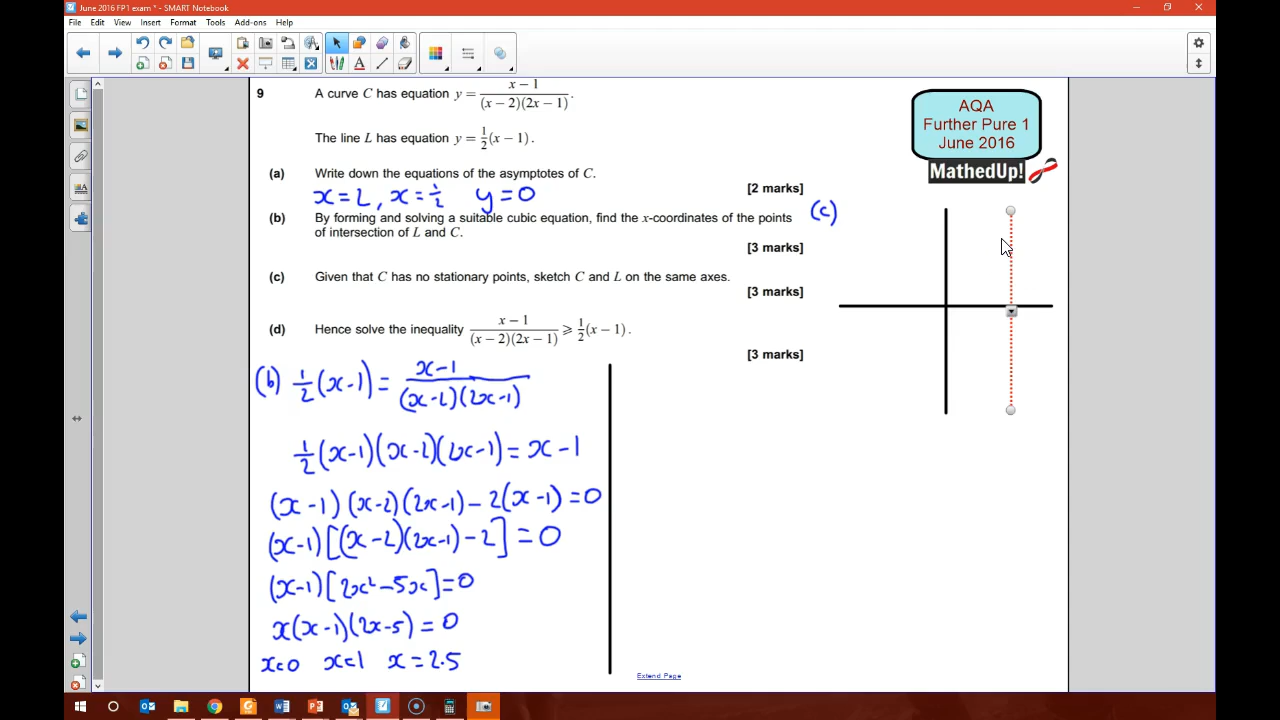 June 2016 FP1 exam * - SMART Notebook
File Edit View Insert Format Tools Add-ons Help
9 A curve C has equation y = (x − 1)/((x − 2)(2x − 1)).
The line L has equation y = ½(x − 1).
(a) Write down the equations of the asymptotes of C.
x = 2, x = ½ y = 0
[2 marks]
(b) By forming and solving a suitable cubic equation, find the x-coordinates of the points
of intersection of L and C.
[3 marks]
(c) Given that C has no stationary points, sketch C and L on the same axes.
[3 marks]
(d) Hence solve the inequality (x − 1)/((x − 2)(2x − 1)) ⩾ ½(x − 1).
[3 marks]
(b) ½(x-1) = (x-1)/((x-2)(2x-1))
½(x-1)(x-2)(2x-1) = x-1
(x-1)(x-2)(2x-1) - 2(x-1) = 0
(x-1)[(x-2)(2x-1) - 2] = 0
(x-1)[2x² - 5x] = 0
x(x-1)(2x-5) = 0
x=0 x=1 x=2.5
AQA
Further Pure 1
June 2016
MathedUp!
(c)
Extend Page